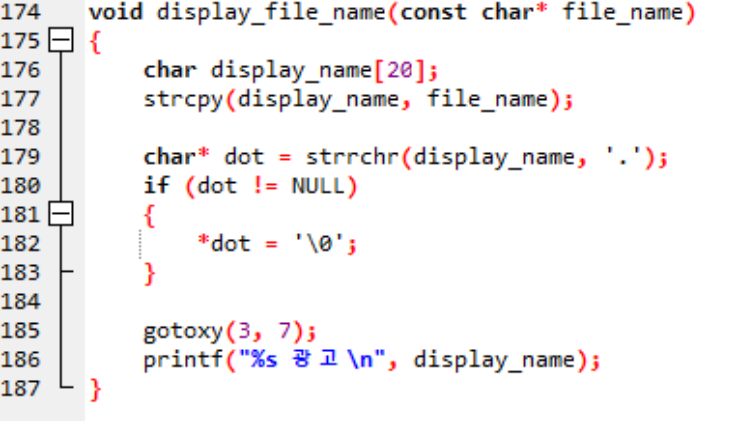 174 void display_file_name(const char* file_name)
175 {
176 char display_name[20];
177 strcpy(display_name, file_name);
178
179 char* dot = strrchr(display_name, '.');
180 if (dot != NULL)
181 {
182 *dot = '\0';
183 }
184
185 gotoxy(3, 7);
186 printf("%s 광고\n", display_name);
187 }